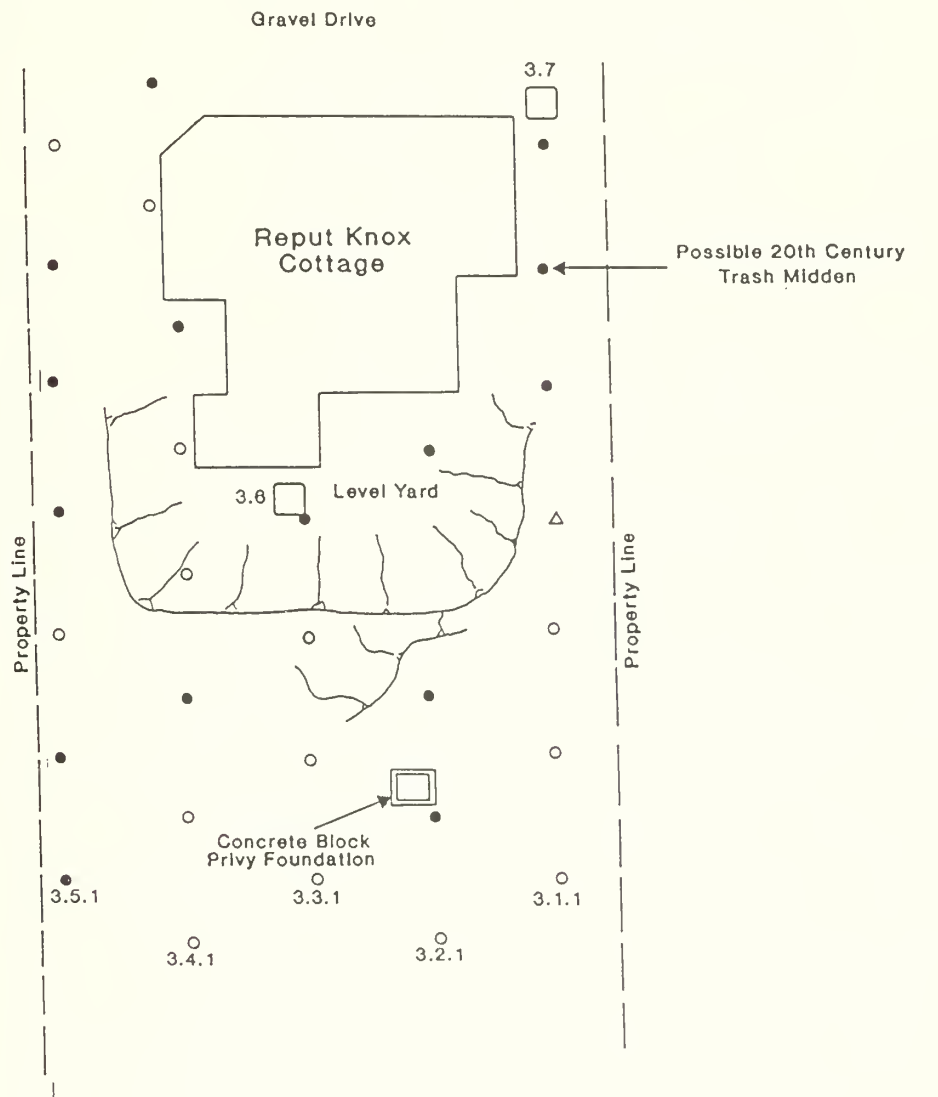 Gravel Drive
3.7
Reput Knox
Cottage
Possible 20th Century
Trash Midden
3.6
Level Yard
Property Line
Property Line
Concrete Block
Privy Foundation
3.5.1
3.3.1
3.1.1
3.4.1
3.2.1